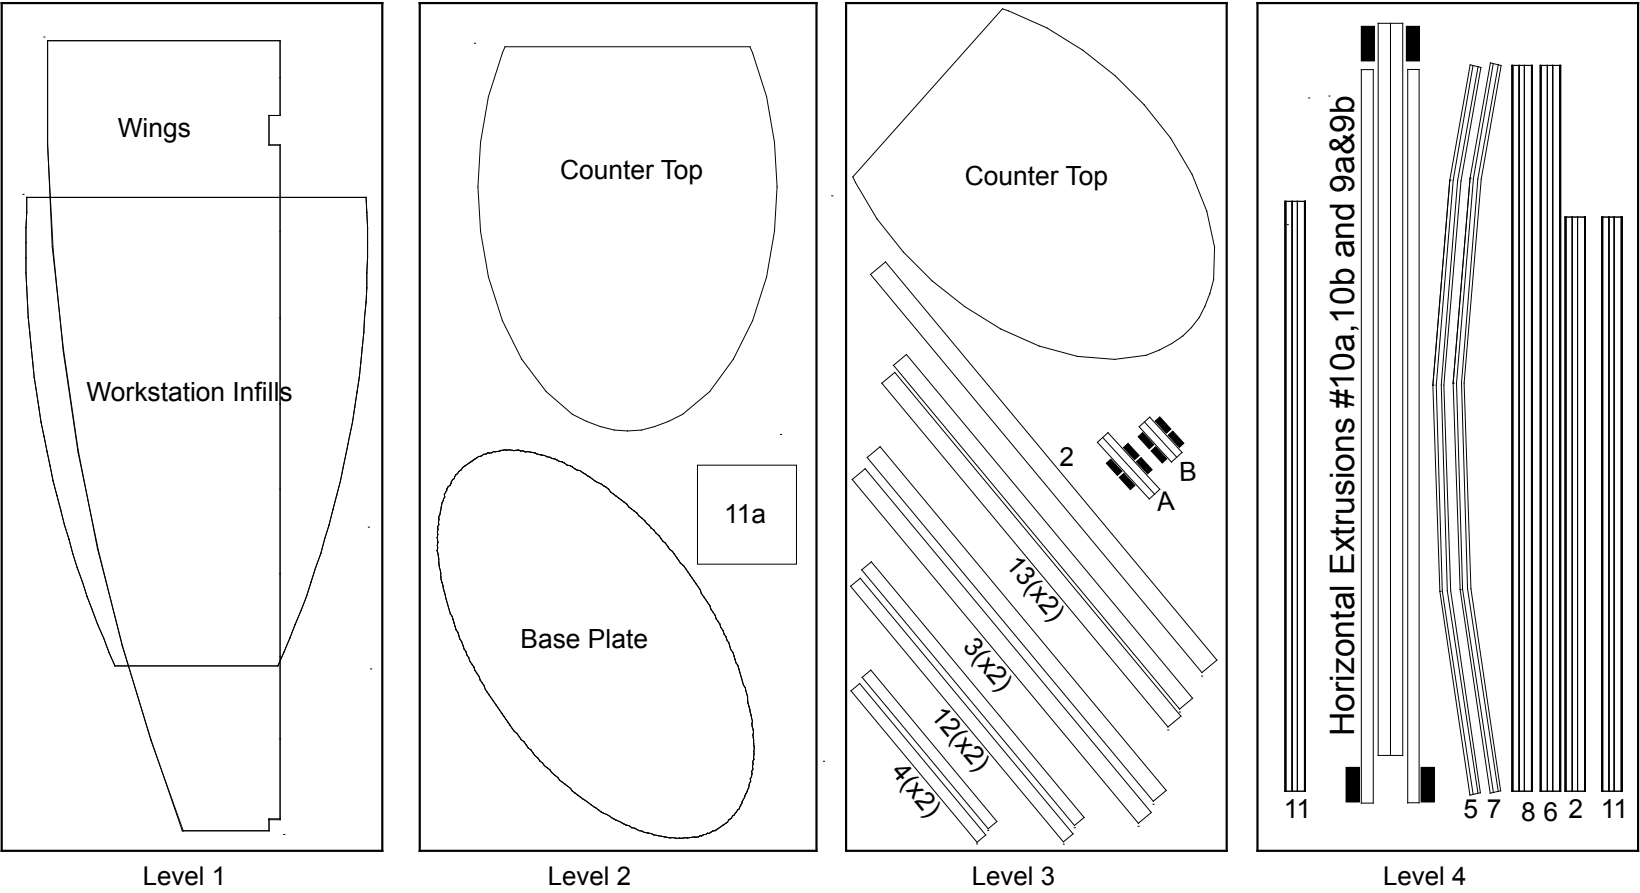 Wings
Workstation Infills
Level 1
Counter Top
11a
Base Plate
Level 2
Counter Top
2
B
A
13(x2)
3(x2)
12(x2)
4(x2)
Level 3
Horizontal Extrusions #10a,10b and 9a&9b
11
5 7 8 6 2 11
Level 4